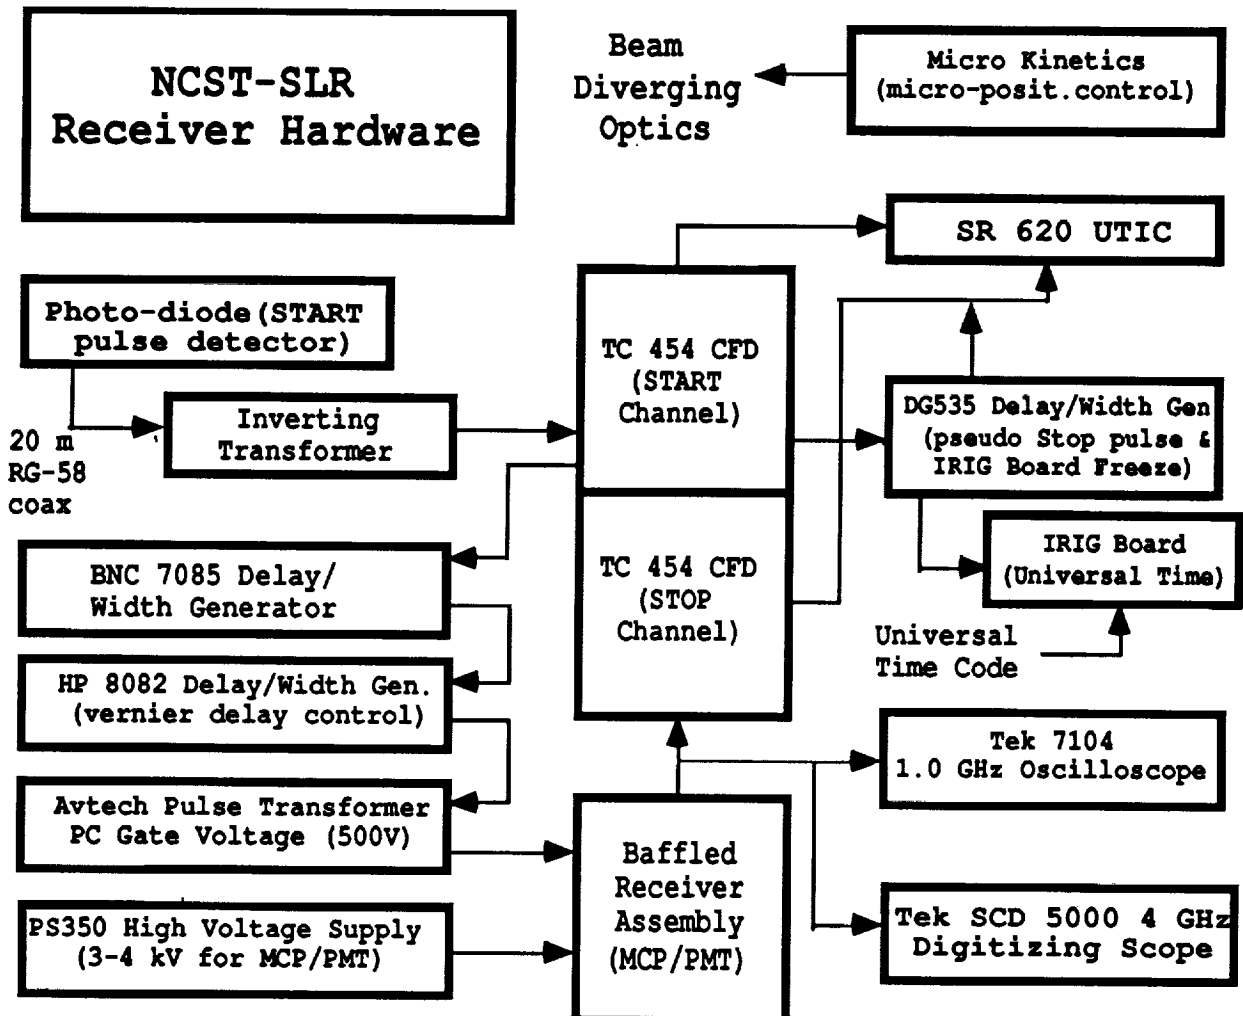 NCST-SLR
Receiver Hardware
Beam
Diverging
Optics
Micro Kinetics
(micro-posit.control)
SR 620 UTIC
Photo-diode(START
pulse detector)
20 m
RG-58
coax
Inverting
Transformer
TC 454 CFD
(START
Channel)
DG535 Delay/Width Gen
(pseudo Stop pulse &
IRIG Board Freeze)
IRIG Board
(Universal Time)
Universal
Time Code
BNC 7085 Delay/
Width Generator
TC 454 CFD
(STOP
Channel)
HP 8082 Delay/Width Gen.
(vernier delay control)
Tek 7104
1.0 GHz Oscilloscope
Avtech Pulse Transformer
PC Gate Voltage (500V)
Baffled
Receiver
Assembly
(MCP/PMT)
PS350 High Voltage Supply
(3-4 kV for MCP/PMT)
Tek SCD 5000 4 GHz
Digitizing Scope